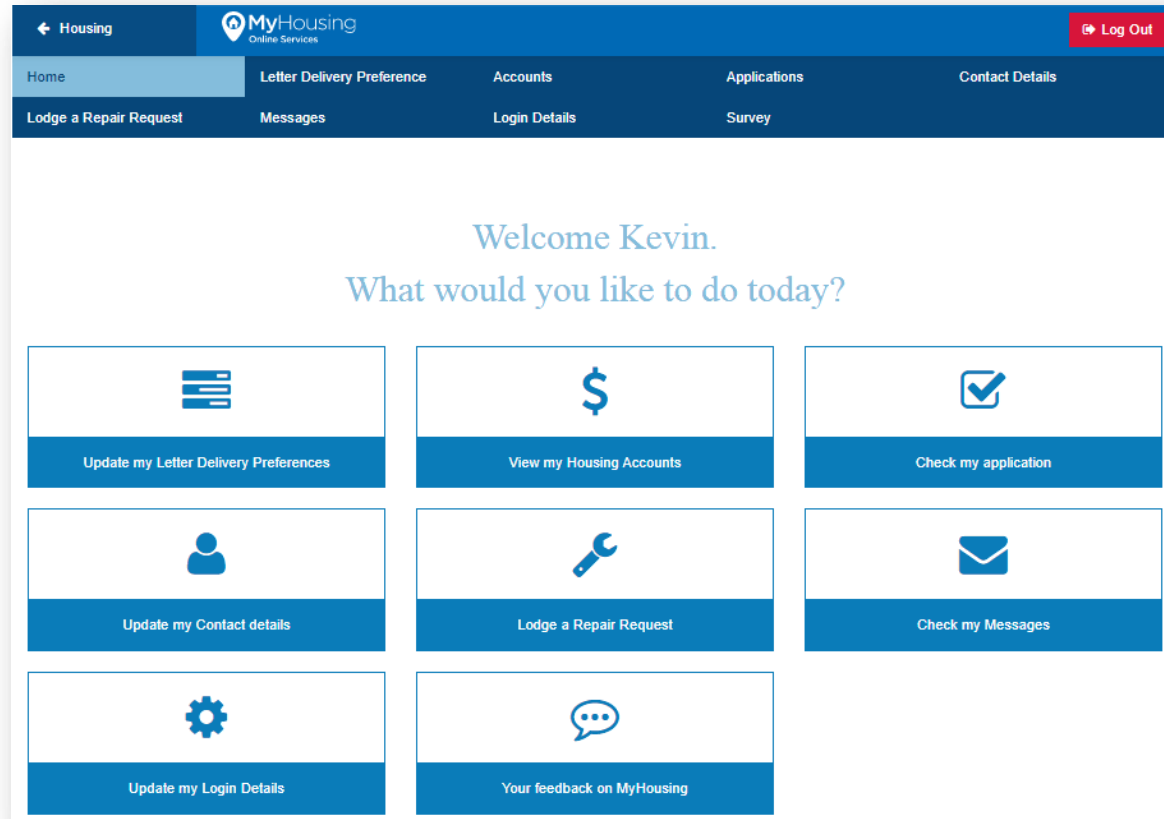 Housing
MyHousing
Online Services
Log Out
Home
Letter Delivery Preference
Accounts
Applications
Contact Details
Lodge a Repair Request
Messages
Login Details
Survey
Welcome Kevin.
What would you like to do today?
Update my Letter Delivery Preferences
View my Housing Accounts
Check my application
Update my Contact details
Lodge a Repair Request
Check my Messages
Update my Login Details
Your feedback on MyHousing